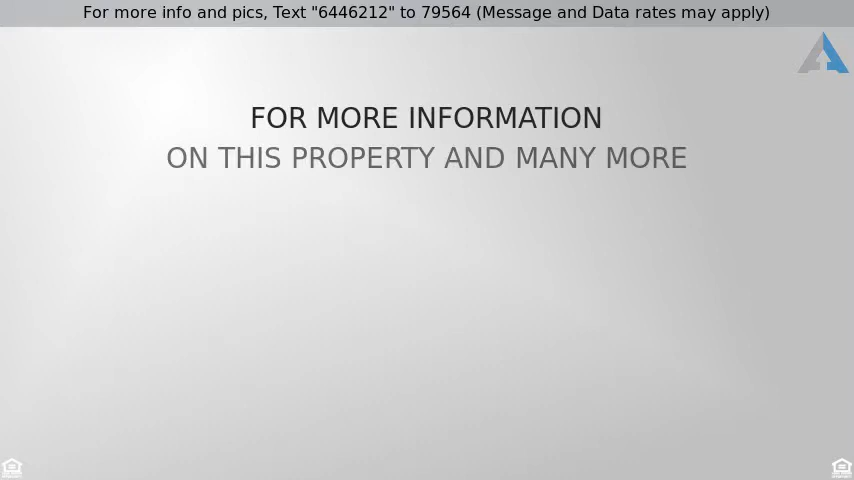 For more info and pics, Text "6446212" to 79564 (Message and Data rates may apply)
FOR MORE INFORMATION
ON THIS PROPERTY AND MANY MORE